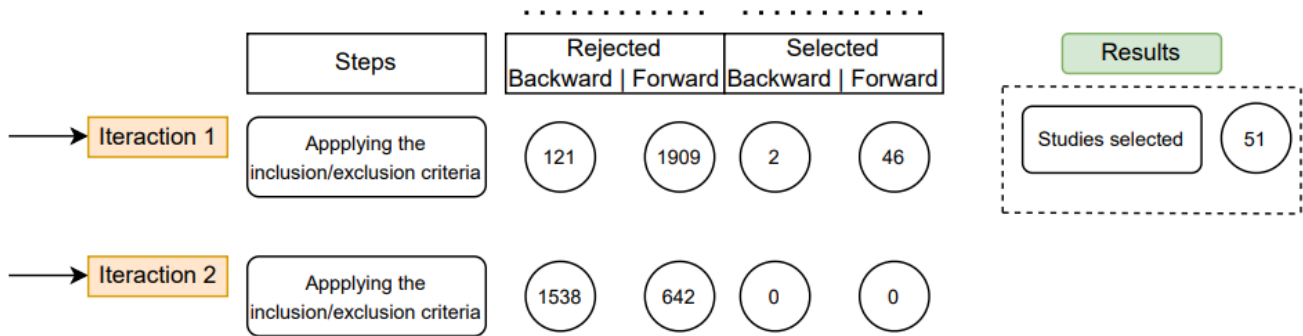 Steps
Rejected
Backward | Forward
Selected
Backward | Forward
Results
Iteraction 1
Appplying the
inclusion/exclusion criteria
121
1909
2
46
Studies selected
51
Iteraction 2
Appplying the
inclusion/exclusion criteria
1538
642
0
0